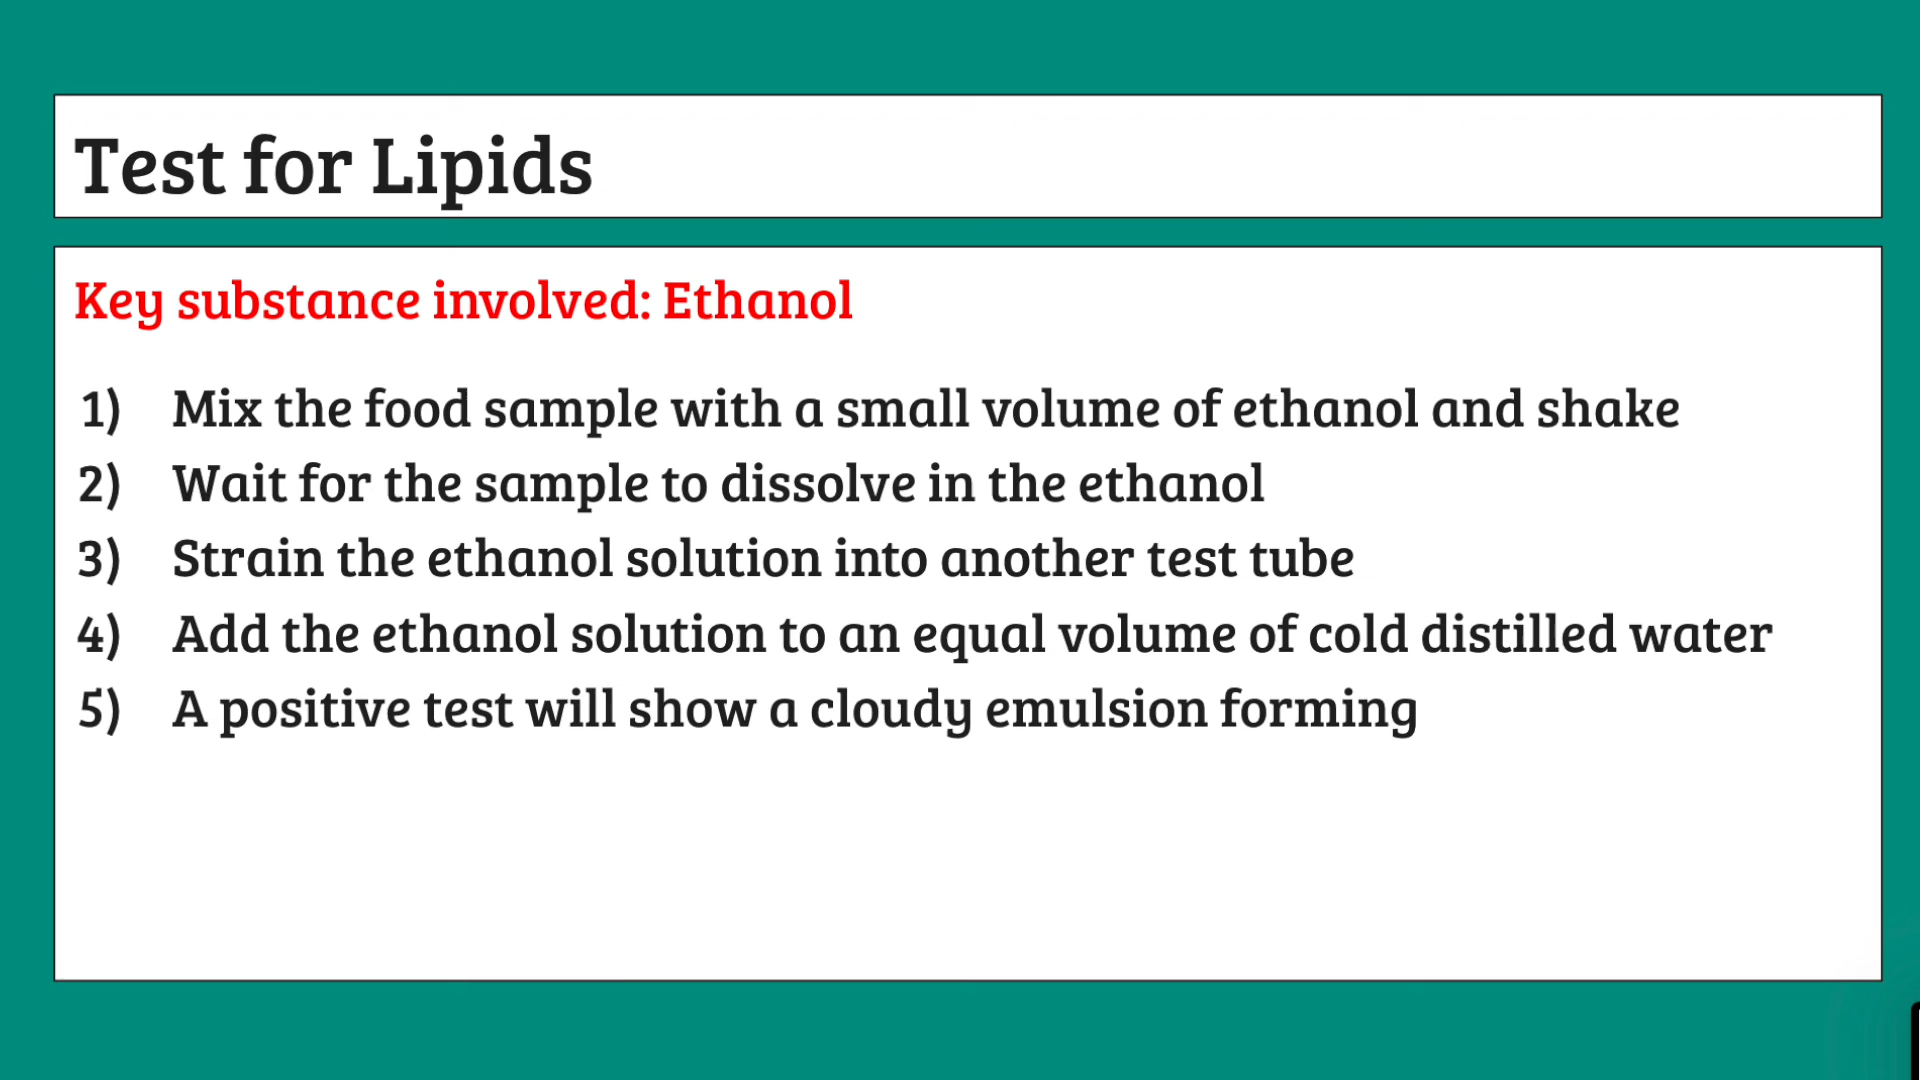 Test for Lipids
Key substance involved: Ethanol
1) Mix the food sample with a small volume of ethanol and shake
2) Wait for the sample to dissolve in the ethanol
3) Strain the ethanol solution into another test tube
4) Add the ethanol solution to an equal volume of cold distilled water
5) A positive test will show a cloudy emulsion forming